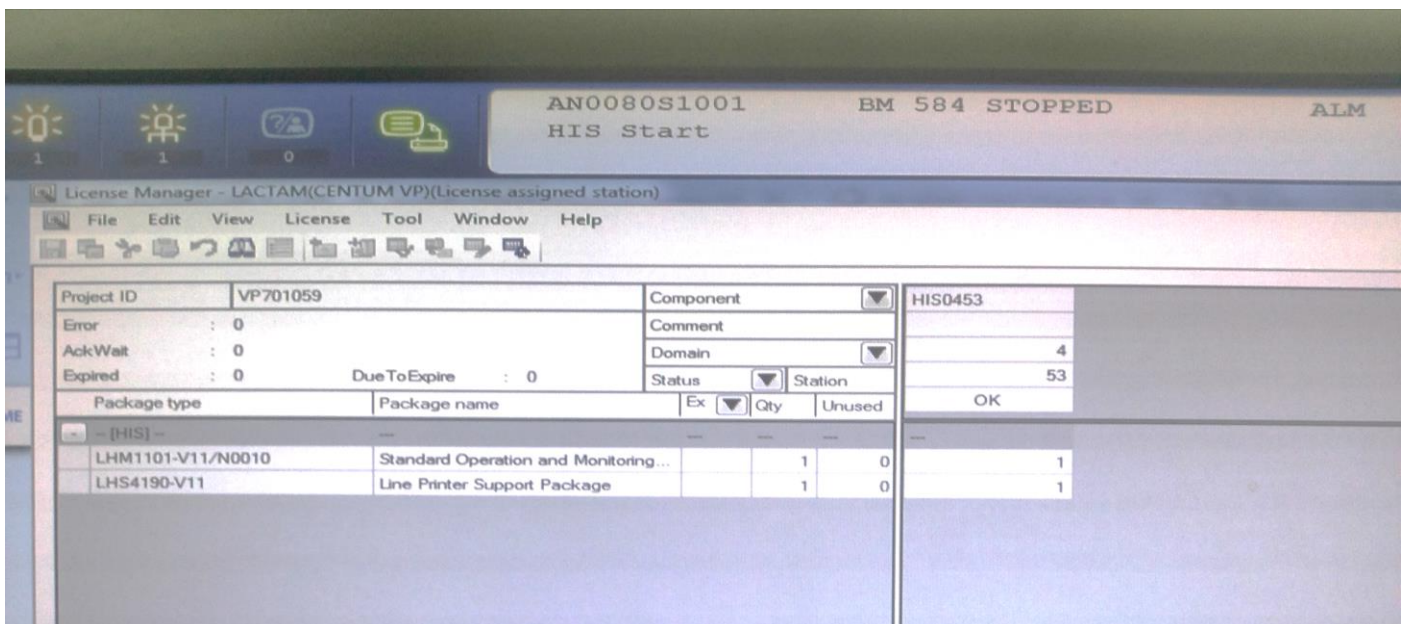 AN0080S1001 BM 584 STOPPED ALM
HIS Start
1 1 0
License Manager - LACTAM(CENTUM VP)(License assigned station)
File Edit View License Tool Window Help
Project ID VP701059 Component HIS0453
Error : 0 Comment
AckWait : 0 Domain 4
Expired : 0 DueToExpire : 0 Status Station 53
Package type Package name Ex Qty Unused OK
- -[HIS]-- --- --- --- --- ---
LHM1101-V11/N0010 Standard Operation and Monitoring... 1 0 1
LHS4190-V11 Line Printer Support Package 1 0 1
ME